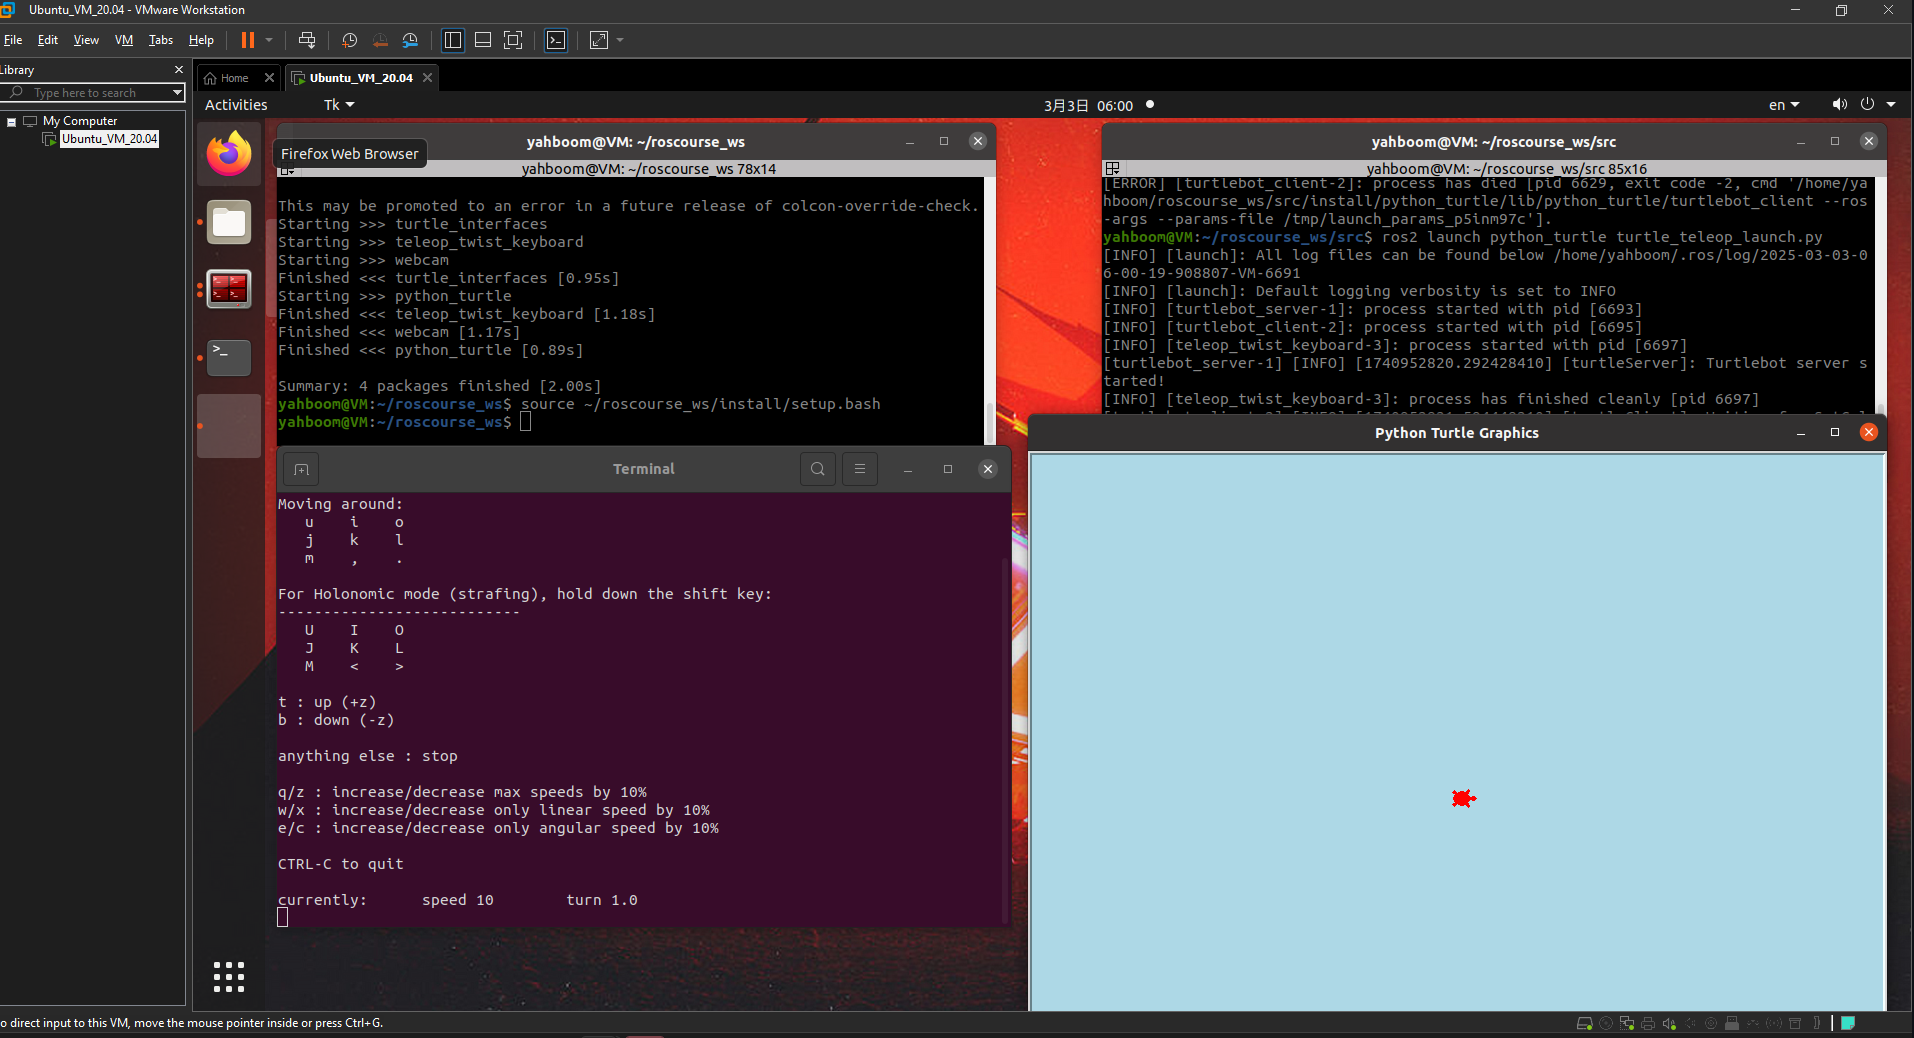 Ubuntu_VM_20.04 - VMware Workstation
File Edit View VM Tabs Help
Library
Type here to search
My Computer
Ubuntu_VM_20.04
Home
Ubuntu_VM_20.04
Activities
Tk
3月3日 06:00
en
Firefox Web Browser
yahboom@VM: ~/roscourse_ws
yahboom@VM: ~/roscourse_ws 78x14
This may be promoted to an error in a future release of colcon-override-check.
Starting >>> turtle_interfaces
Starting >>> teleop_twist_keyboard
Starting >>> webcam
Finished <<< turtle_interfaces [0.95s]
Starting >>> python_turtle
Finished <<< teleop_twist_keyboard [1.18s]
Finished <<< webcam [1.17s]
Finished <<< python_turtle [0.89s]
Summary: 4 packages finished [2.00s]
yahboom@VM:~/roscourse_ws$ source ~/roscourse_ws/install/setup.bash
yahboom@VM:~/roscourse_ws$
yahboom@VM: ~/roscourse_ws/src
yahboom@VM: ~/roscourse_ws/src 85x16
[ERROR] [turtlebot_client-2]: process has died [pid 6629, exit code -2, cmd '/home/ya
hboom/roscourse_ws/src/install/python_turtle/lib/python_turtle/turtlebot_client --ros
-args --params-file /tmp/launch_params_p5inm97c'].
yahboom@VM:~/roscourse_ws/src$ ros2 launch python_turtle turtle_teleop_launch.py
[INFO] [launch]: All log files can be found below /home/yahboom/.ros/log/2025-03-03-0
6-00-19-908807-VM-6691
[INFO] [launch]: Default logging verbosity is set to INFO
[INFO] [turtlebot_server-1]: process started with pid [6693]
[INFO] [turtlebot_client-2]: process started with pid [6695]
[INFO] [teleop_twist_keyboard-3]: process started with pid [6697]
[turtlebot_server-1] [INFO] [1740952820.292428410] [turtleServer]: Turtlebot server s
tarted!
[INFO] [teleop_twist_keyboard-3]: process has finished cleanly [pid 6697]
Terminal
Moving around:
u i o
j k l
m , .
For Holonomic mode (strafing), hold down the shift key:
---------------------------
U I O
J K L
M < >
t : up (+z)
b : down (-z)
anything else : stop
q/z : increase/decrease max speeds by 10%
w/x : increase/decrease only linear speed by 10%
e/c : increase/decrease only angular speed by 10%
CTRL-C to quit
currently: speed 10 turn 1.0
Python Turtle Graphics
o direct input to this VM, move the mouse pointer inside or press Ctrl+G.